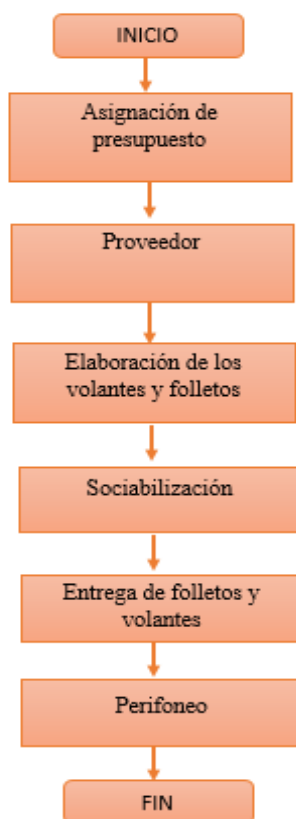 INICIO
Asignación de
presupuesto
Proveedor
Elaboración de los
volantes y folletos
Sociabilización
Entrega de folletos y
volantes
Perifoneo
FIN